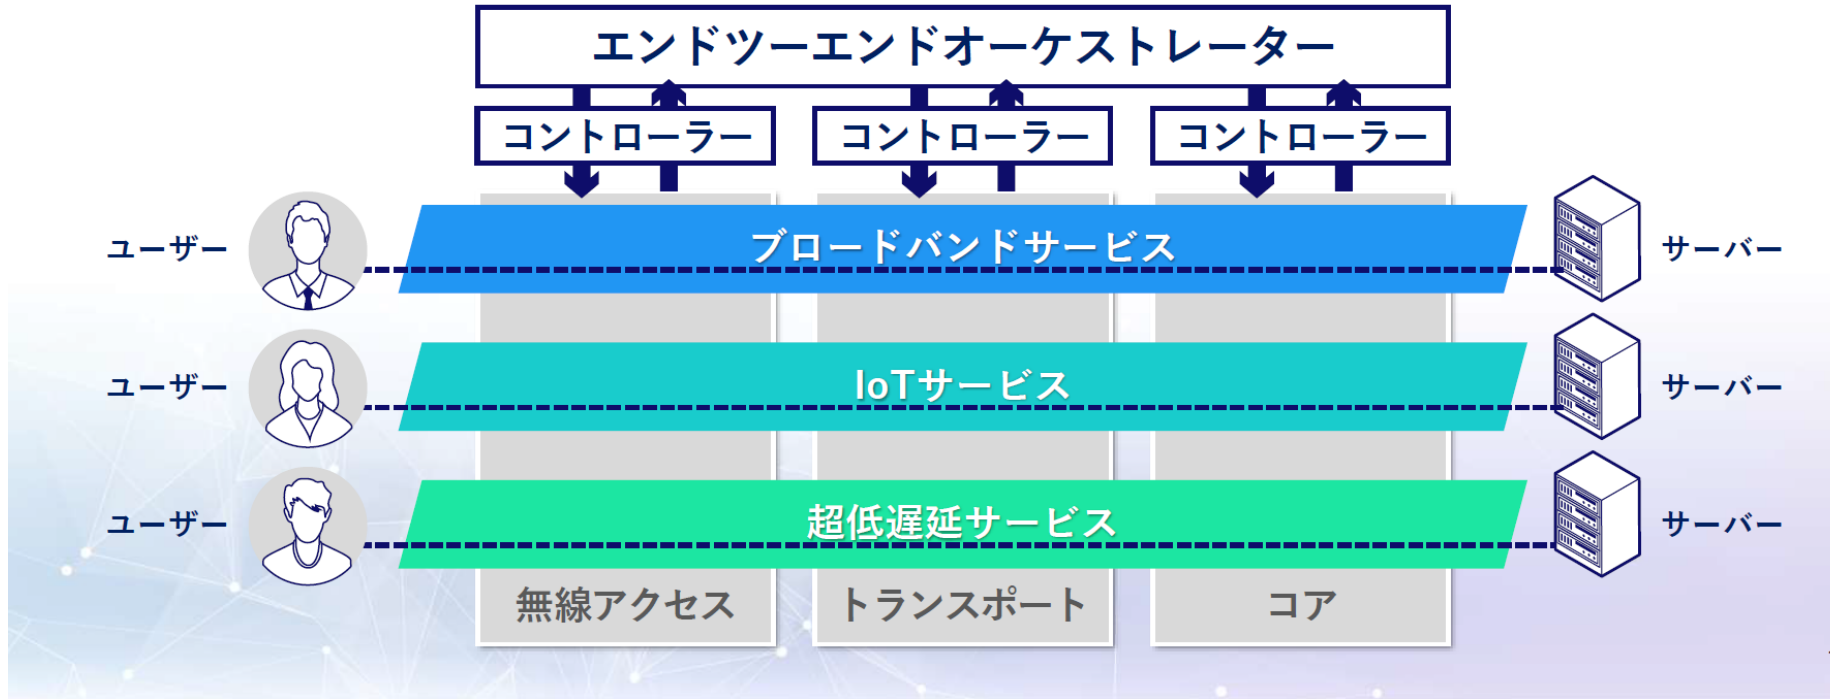 エンドツーエンドオーケストレーター
コントローラー コントローラー コントローラー
ユーザー ブロードバンドサービス サーバー
ユーザー IoTサービス サーバー
ユーザー 超低遅延サービス サーバー
無線アクセス トランスポート コア